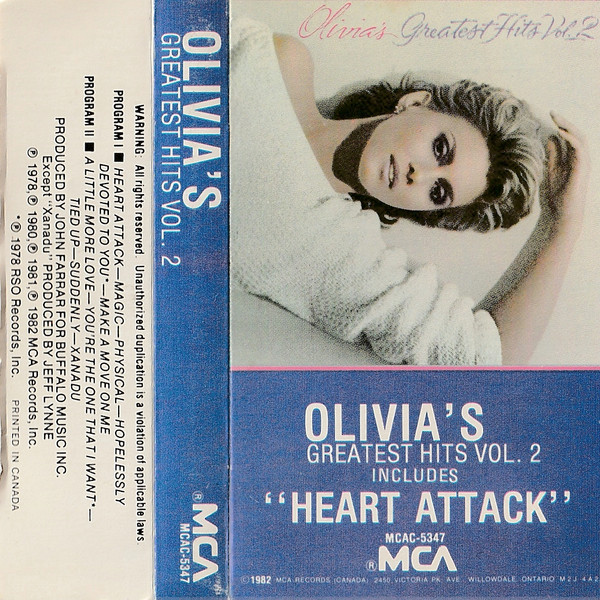 Olivia's Greatest Hits Vol. 2
OLIVIA'S
GREATEST HITS VOL. 2
INCLUDES
"HEART ATTACK"
MCAC-5347
®MCA
©1982 MCA RECORDS (CANADA) 2450 VICTORIA PK. AVE. WILLOWDALE, ONTARIO M2J 4A2
OLIVIA'S
GREATEST HITS VOL. 2
®MCA
MCAC-5347
WARNING: All rights reserved. Unauthorized duplication is a violation of applicable laws
PROGRAM I ■ HEART ATTACK—MAGIC—PHYSICAL—HOPELESSLY
DEVOTED TO YOU*—MAKE A MOVE ON ME
PROGRAM II ■ A LITTLE MORE LOVE—YOU'RE THE ONE THAT I WANT*—
TIED UP—SUDDENLY—XANADU
PRODUCED BY JOHN FARRAR FOR BUFFALO MUSIC INC.
Except "Xanadu" PRODUCED BY JEFF LYNNE
℗ 1978, ℗ 1980, ℗ 1981, ℗ 1982 MCA Records, Inc.
*℗ 1978 RSO Records, Inc.
PRINTED IN CANADA